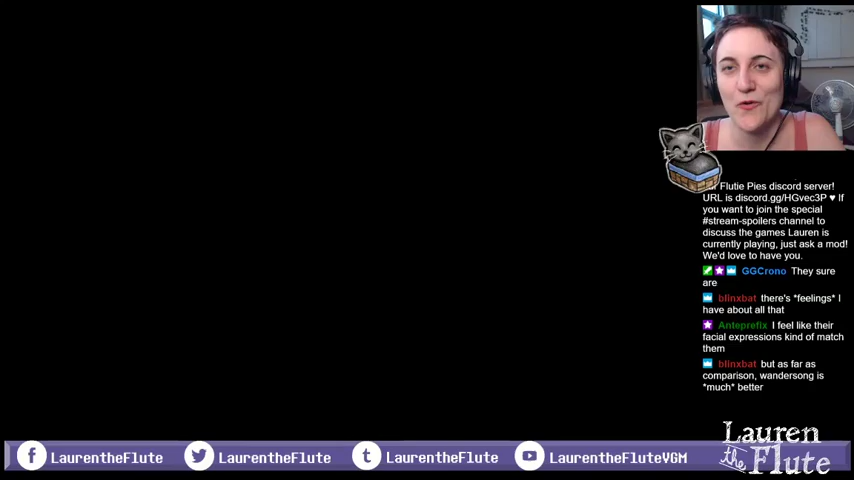 Flutie Pies discord server!
URL is discord.gg/HGvec3P ♥ If
you want to join the special
#stream-spoilers channel to
discuss the games Lauren is
currently playing, just ask a mod!
We'd love to have you.
GGCrono They sure
are
blinxbat there's *feelings* I
have about all that
Anteprefix I feel like their
facial expressions kind of match
them
blinxbat but as far as
comparison, wandersong is
*much* better
Lauren
the Flute
LaurentheFlute
LaurentheFlute
LaurentheFlute
LaurentheFluteVGM